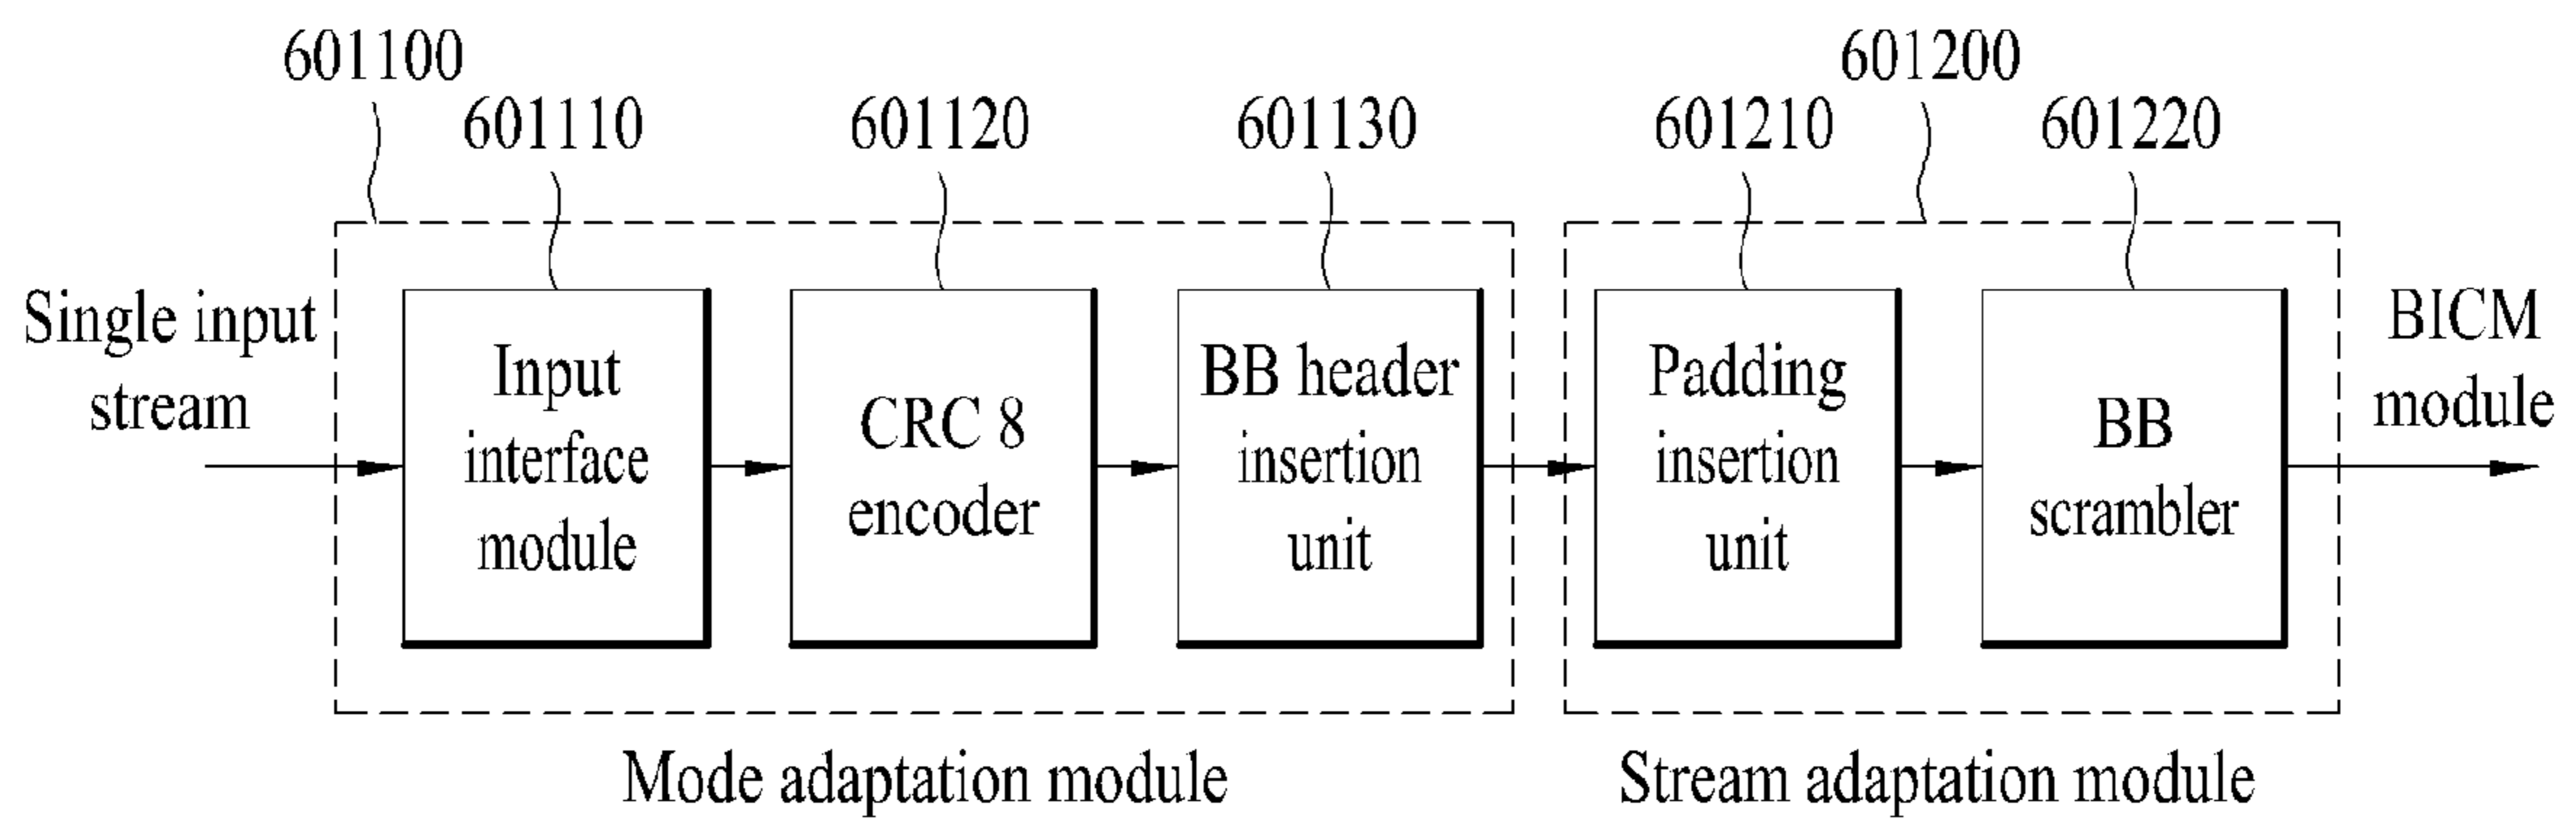 601100
601200
601110
601120
601130
601210
601220
Single input
stream
Input
interface
module
CRC 8
encoder
BB header
insertion
unit
Padding
insertion
unit
BB
scrambler
BICM
module
Mode adaptation module
Stream adaptation module